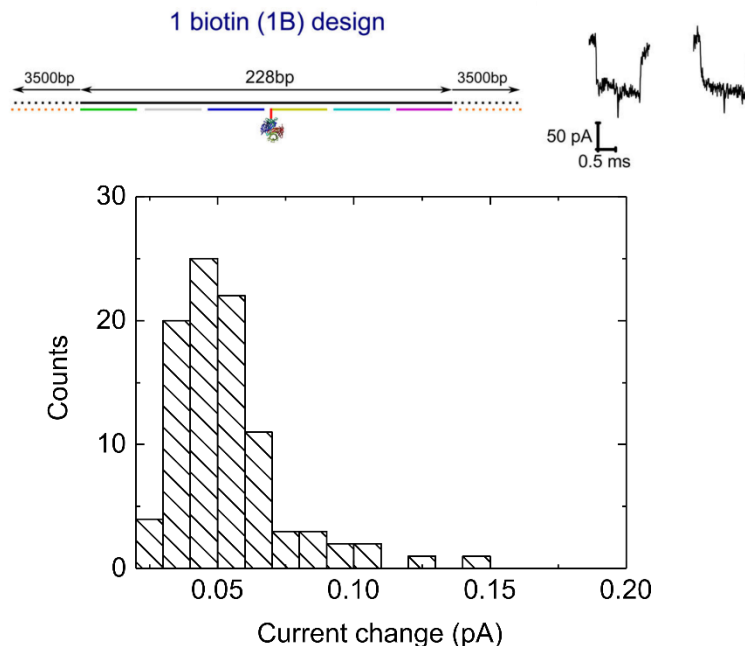 1 biotin (1B) design
3500bp
228bp
3500bp
50 pA
0.5 ms
30
20
10
0
Counts
0.05
0.10
0.15
0.20
Current change (pA)